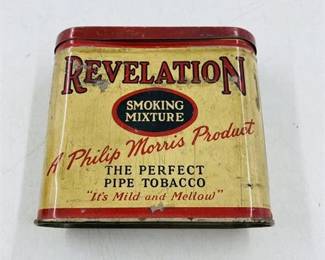 REVELATION
SMOKING
MIXTURE
A Philip Morris Product
THE PERFECT
PIPE TOBACCO
"It's Mild and Mellow"